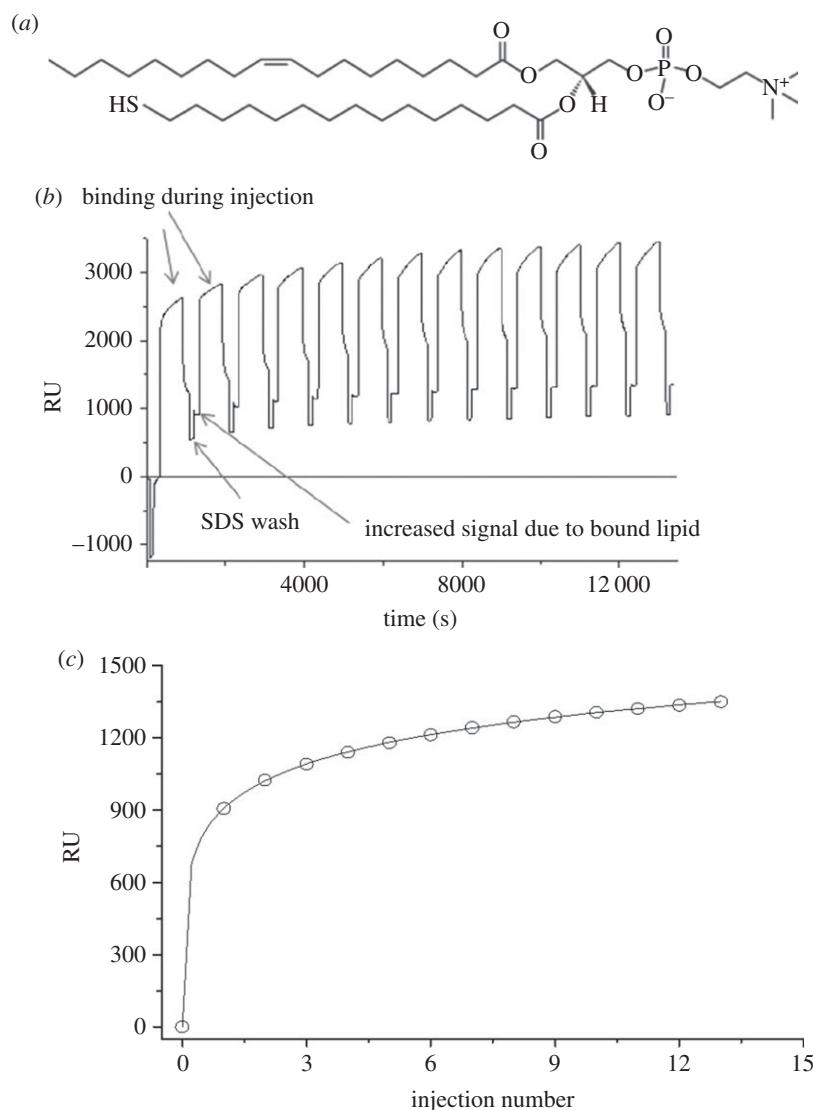 (a)
O
O
HS
O
O
H
O
O
P
O
O−
N+
(b) binding during injection
3000
2000
1000
0
−1000
RU
SDS wash
increased signal due to bound lipid
4000
8000
12 000
time (s)
(c)
1500
1200
900
600
300
0
RU
0
3
6
9
12
15
injection number